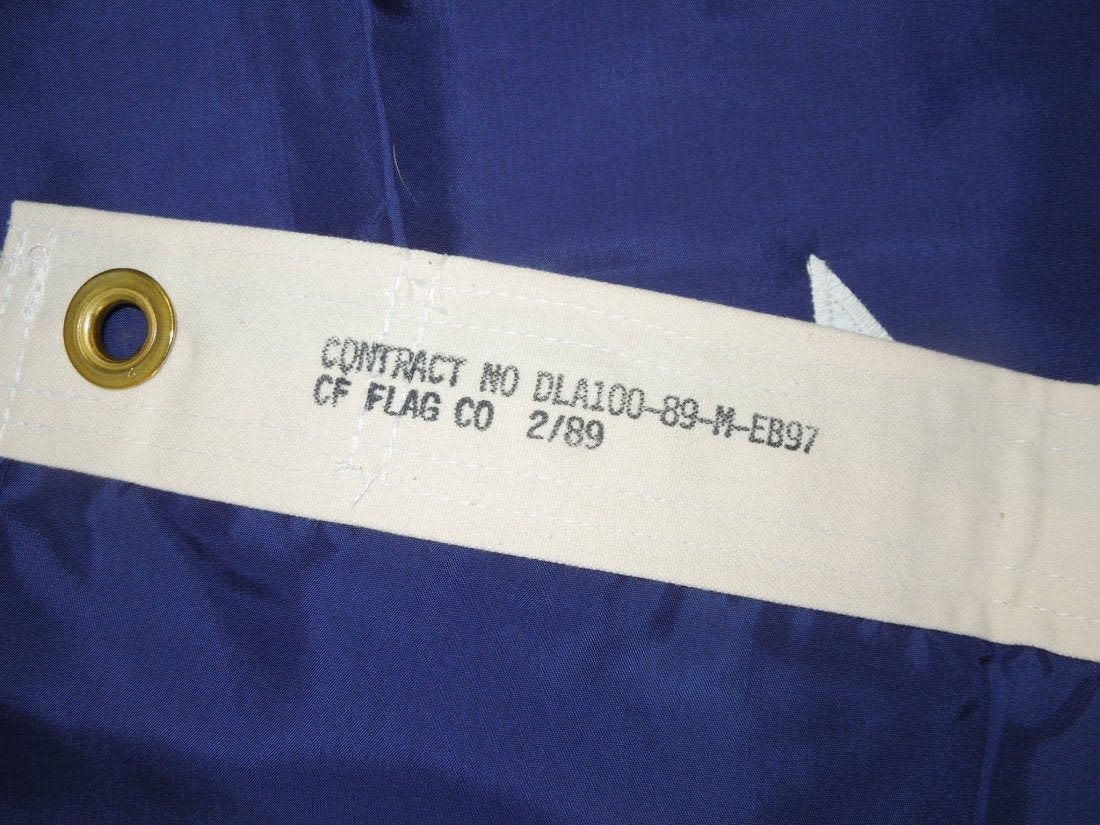 CONTRACT NO DLA100-89-M-EB97
CF FLAG CO 2/89